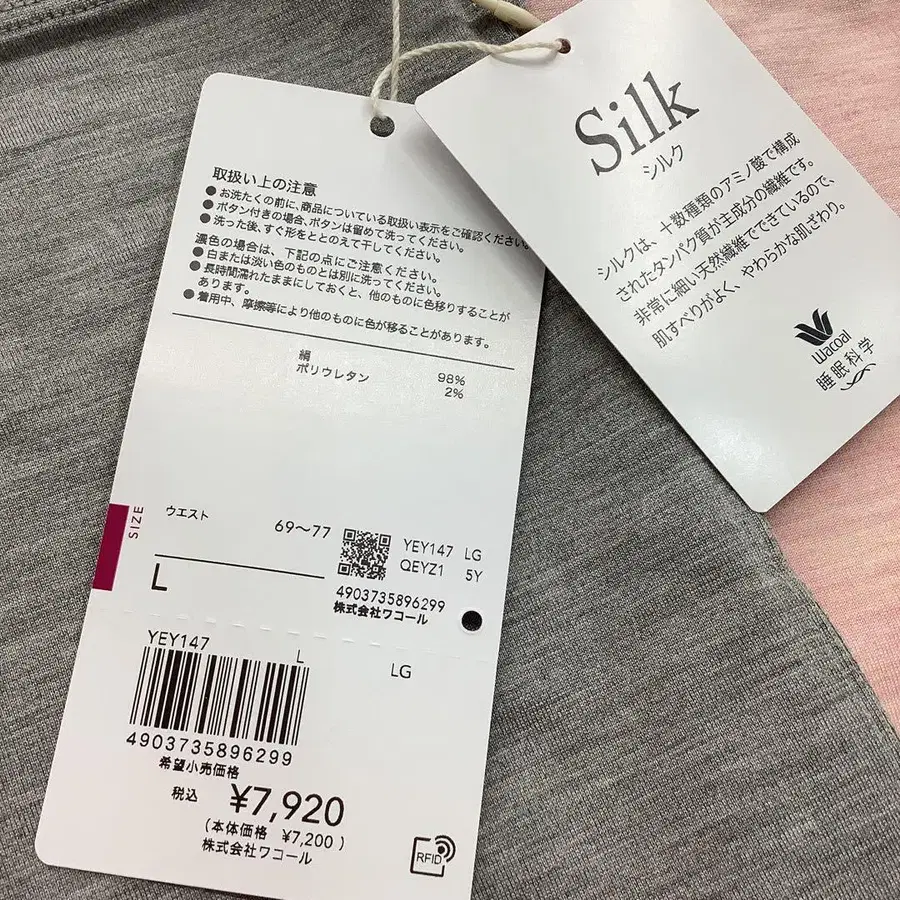 取扱い上の注意
●お洗たくの前に、商品についている取扱い表示をご確認ください。
●ボタン付きの場合、ボタンは留めて洗ってください。
●洗った後、すぐ形をととのえて干してください。
濃色の場合は、下記の点にご注意ください。
●白または淡い色のものとは別に洗ってください。
●長時間濡れたままにしておくと、他のものに色移りすることが
あります。
●着用中、摩擦等により他のものに色が移ることがあります。
絹 98%
ポリウレタン 2%
SIZE
ウエスト 69〜77
L
YEY147 LG
QEYZ1 5Y
4903735896299
株式会社ワコール
YEY147 L LG
4903735896299
希望小売価格
税込 ¥7,920
(本体価格 ¥7,200)
株式会社ワコール
RFID
Silk
シルク
シルクは、十数種類のアミノ酸で構成
されたタンパク質が主成分の繊維です。
非常に細い天然繊維でできているので、
肌すべりがよく、やわらかな肌ざわり。
Wacoal
睡眠科学